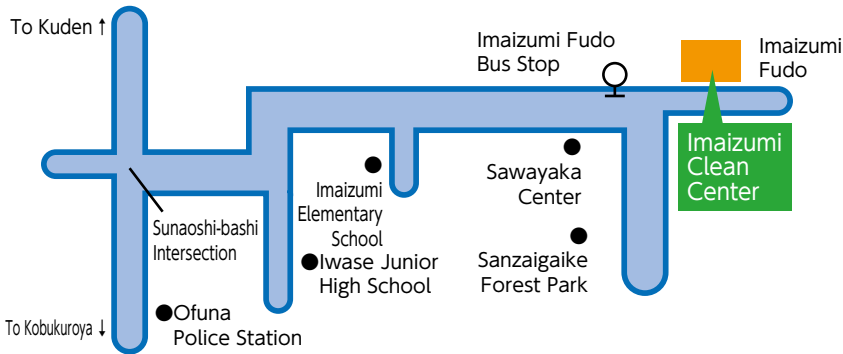 To Kuden ↑
Imaizumi Fudo
Bus Stop
Imaizumi
Fudo
Imaizumi
Clean
Center
Sawayaka
Center
Imaizumi
Elementary
School
Sunaoshi-bashi
Intersection
Iwase Junior
High School
Sanzaigaike
Forest Park
Ofuna
Police Station
To Kobukuroya ↓